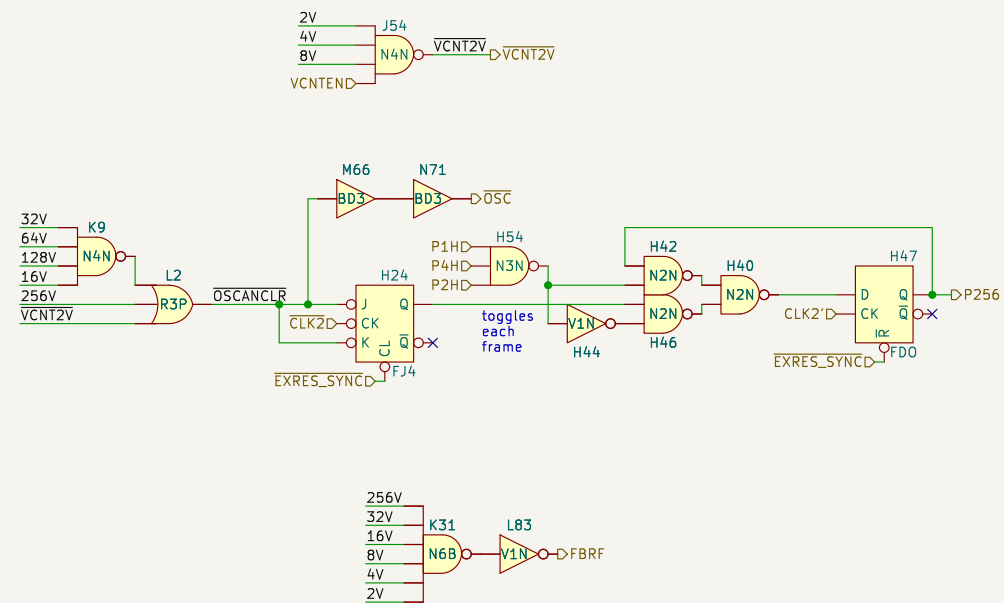 2V
4V
8V
VCNTEN
J54
N4N
VCNT2V
VCNT2V
M66
BD3
N71
BD3
OSC
32V
64V
128V
16V
256V
VCNT2V
K9
N4N
L2
R3P
OSCANCLR
H24
J
CK
K
CL
Q
Q
FJ4
CLK2
EXRES_SYNC
P1H
P4H
P2H
H54
N3N
toggles
each
frame
V1N
H44
H42
N2N
N2N
H46
H40
N2N
H47
D
CK
Q
Q
R
FDO
CLK2'
EXRES_SYNC
P256
256V
32V
16V
8V
4V
2V
K31
N6B
L83
V1N
FBRF